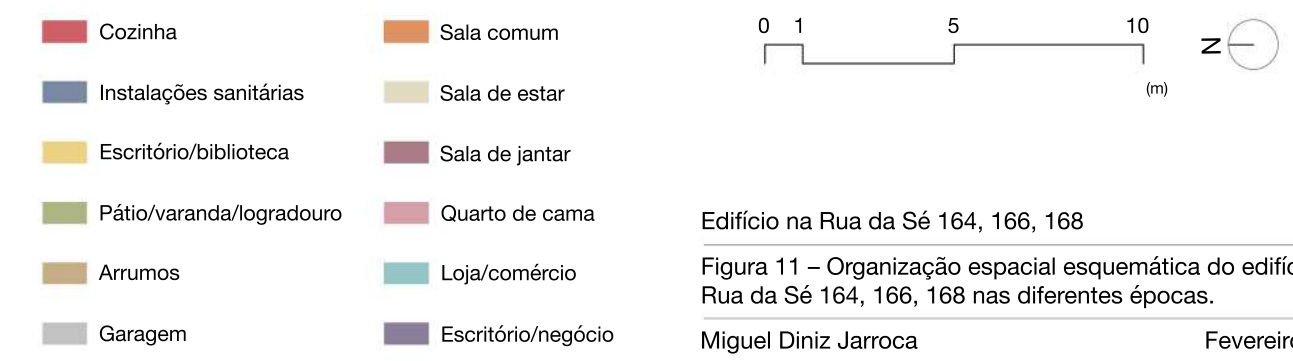 Cozinha
Instalações sanitárias
Escritório/biblioteca
Pátio/varanda/logradouro
Arrumos
Garagem
Sala comum
Sala de estar
Sala de jantar
Quarto de cama
Loja/comércio
Escritório/negócio
0 1 5 10
(m)
N
Edifício na Rua da Sé 164, 166, 168
Figura 11 – Organização espacial esquemática do
Rua da Sé 164, 166, 168 nas diferentes épocas.
Miguel Diniz Jarroca